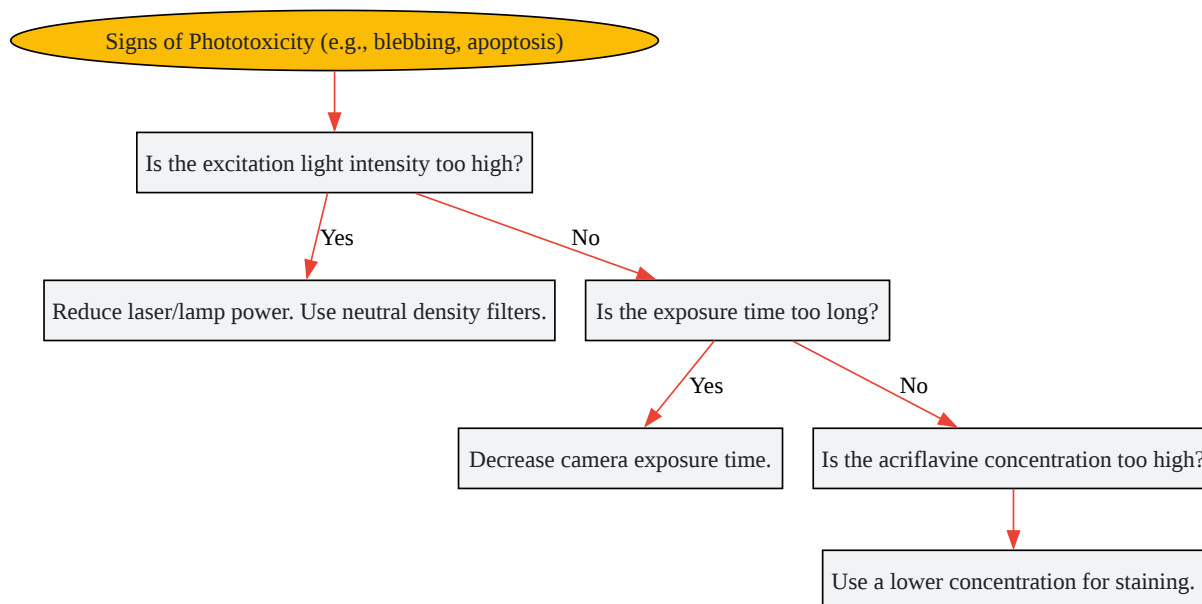 Signs of Phototoxicity (e.g., blebbing, apoptosis)
Is the excitation light intensity too high?
Yes
No
Reduce laser/lamp power. Use neutral density filters.
Is the exposure time too long?
Yes
No
Decrease camera exposure time.
Is the acriflavine concentration too high?
Use a lower concentration for staining.